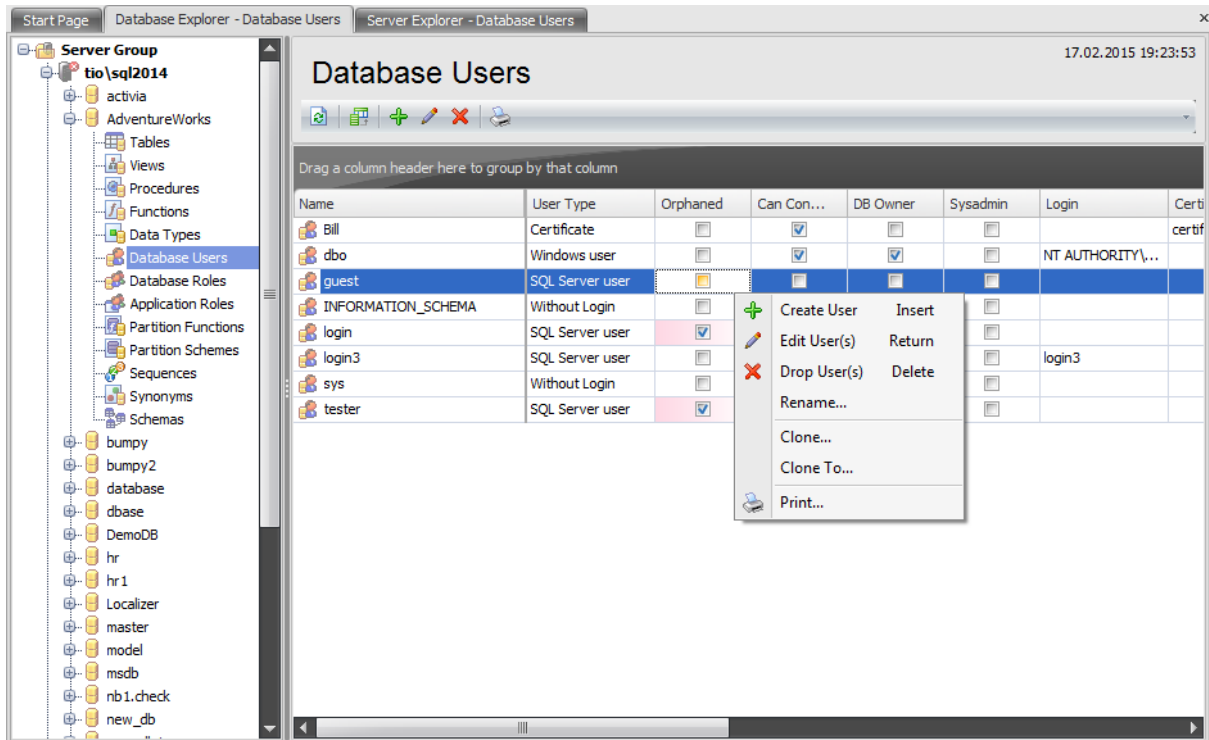 Start Page
Database Explorer - Database Users
Server Explorer - Database Users
Server Group
tio\sql2014
activia
AdventureWorks
Tables
Views
Procedures
Functions
Data Types
Database Users
Database Roles
Application Roles
Partition Functions
Partition Schemes
Sequences
Synonyms
Schemas
bumpy
bumpy2
database
dbase
DemoDB
hr
hr1
Localizer
master
model
msdb
nb1.check
new_db
17.02.2015 19:23:53
Database Users
Drag a column header here to group by that column
Name User Type Orphaned Can Con... DB Owner Sysadmin Login Certi
Bill Certificate certif
dbo Windows user NT AUTHORITY\...
guest SQL Server user
INFORMATION_SCHEMA Without Login
login SQL Server user
login3 SQL Server user login3
sys Without Login
tester SQL Server user
Create User Insert
Edit User(s) Return
Drop User(s) Delete
Rename...
Clone...
Clone To...
Print...